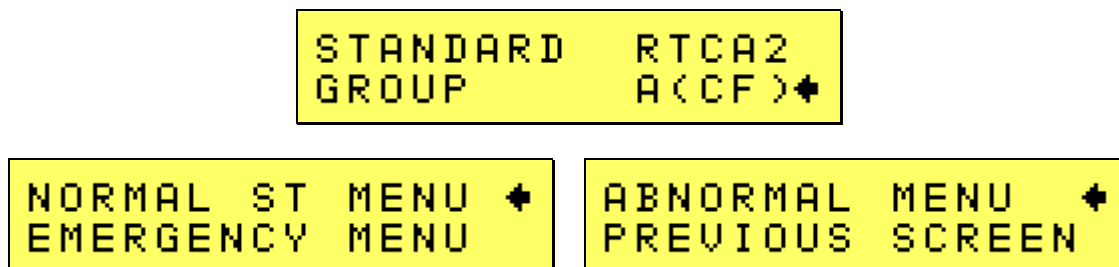 STANDARD RTCA2
GROUP A(CF)
NORMAL ST MENU
EMERGENCY MENU
ABNORMAL MENU
PREVIOUS SCREEN